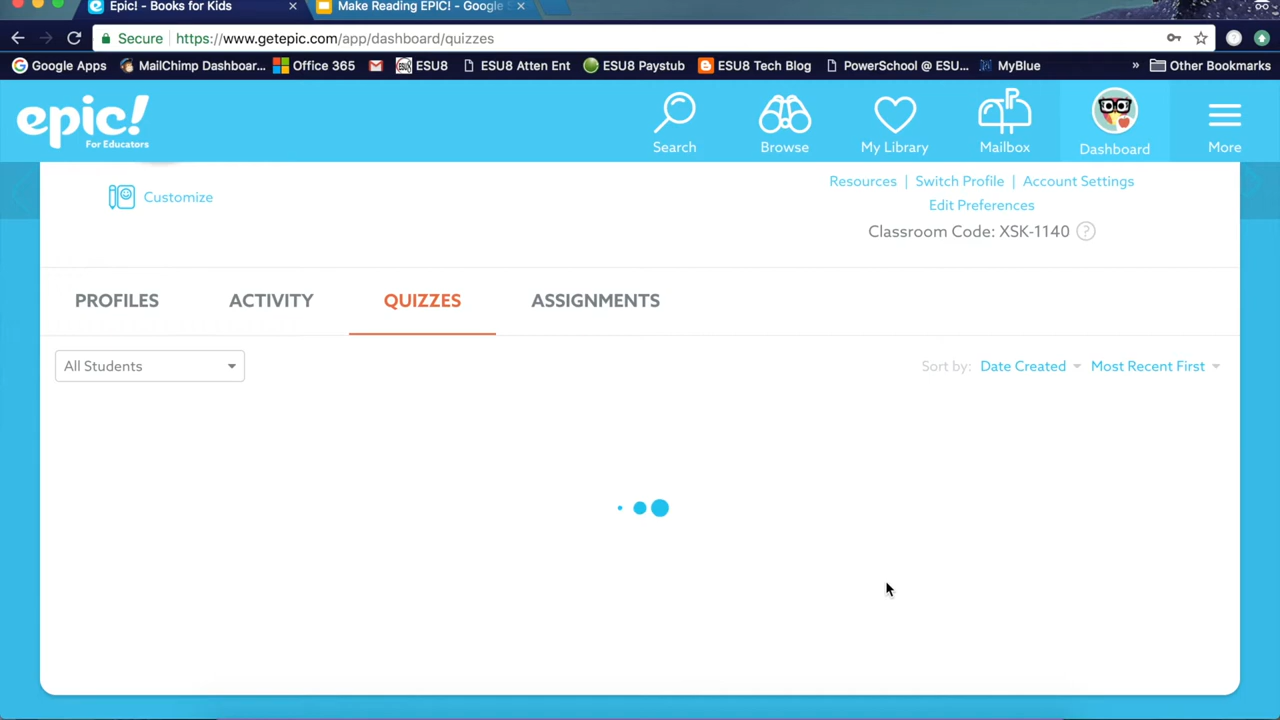 Epic! - Books for Kids
Make Reading EPIC! - Google S
Secure
https://www.getepic.com/app/dashboard/quizzes
Google Apps
MailChimp Dashboar...
Office 365
ESU8
ESU8 Atten Ent
ESU8 Paystub
ESU8 Tech Blog
PowerSchool @ ESU...
MyBlue
»
Other Bookmarks
epic!
For Educators
Search
Browse
My Library
Mailbox
Dashboard
More
Customize
Resources | Switch Profile | Account Settings
Edit Preferences
Classroom Code: XSK-1140 ?
PROFILES
ACTIVITY
QUIZZES
ASSIGNMENTS
All Students
Sort by: Date Created Most Recent First